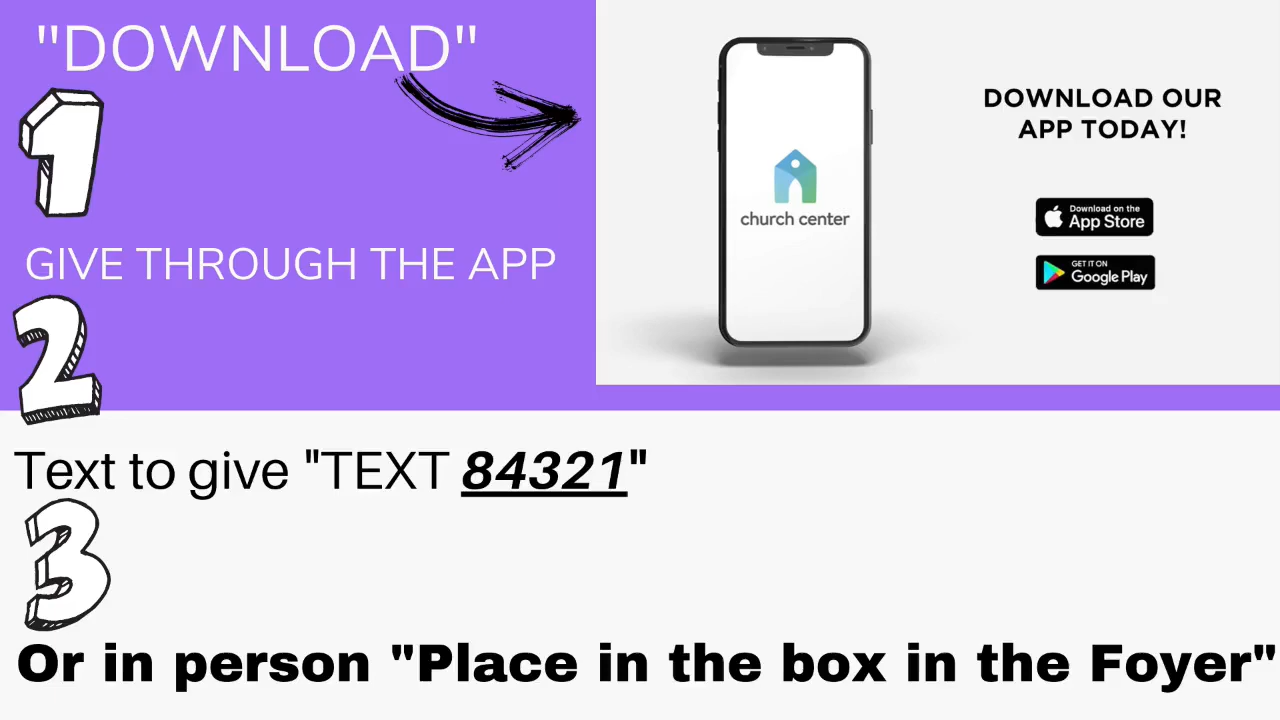 "DOWNLOAD"
1
GIVE THROUGH THE APP
2
Text to give "TEXT 84321"
3
Or in person "Place in the box in the Foyer"
church center
DOWNLOAD OUR
APP TODAY!
Download on the
App Store
GET IT ON
Google Play